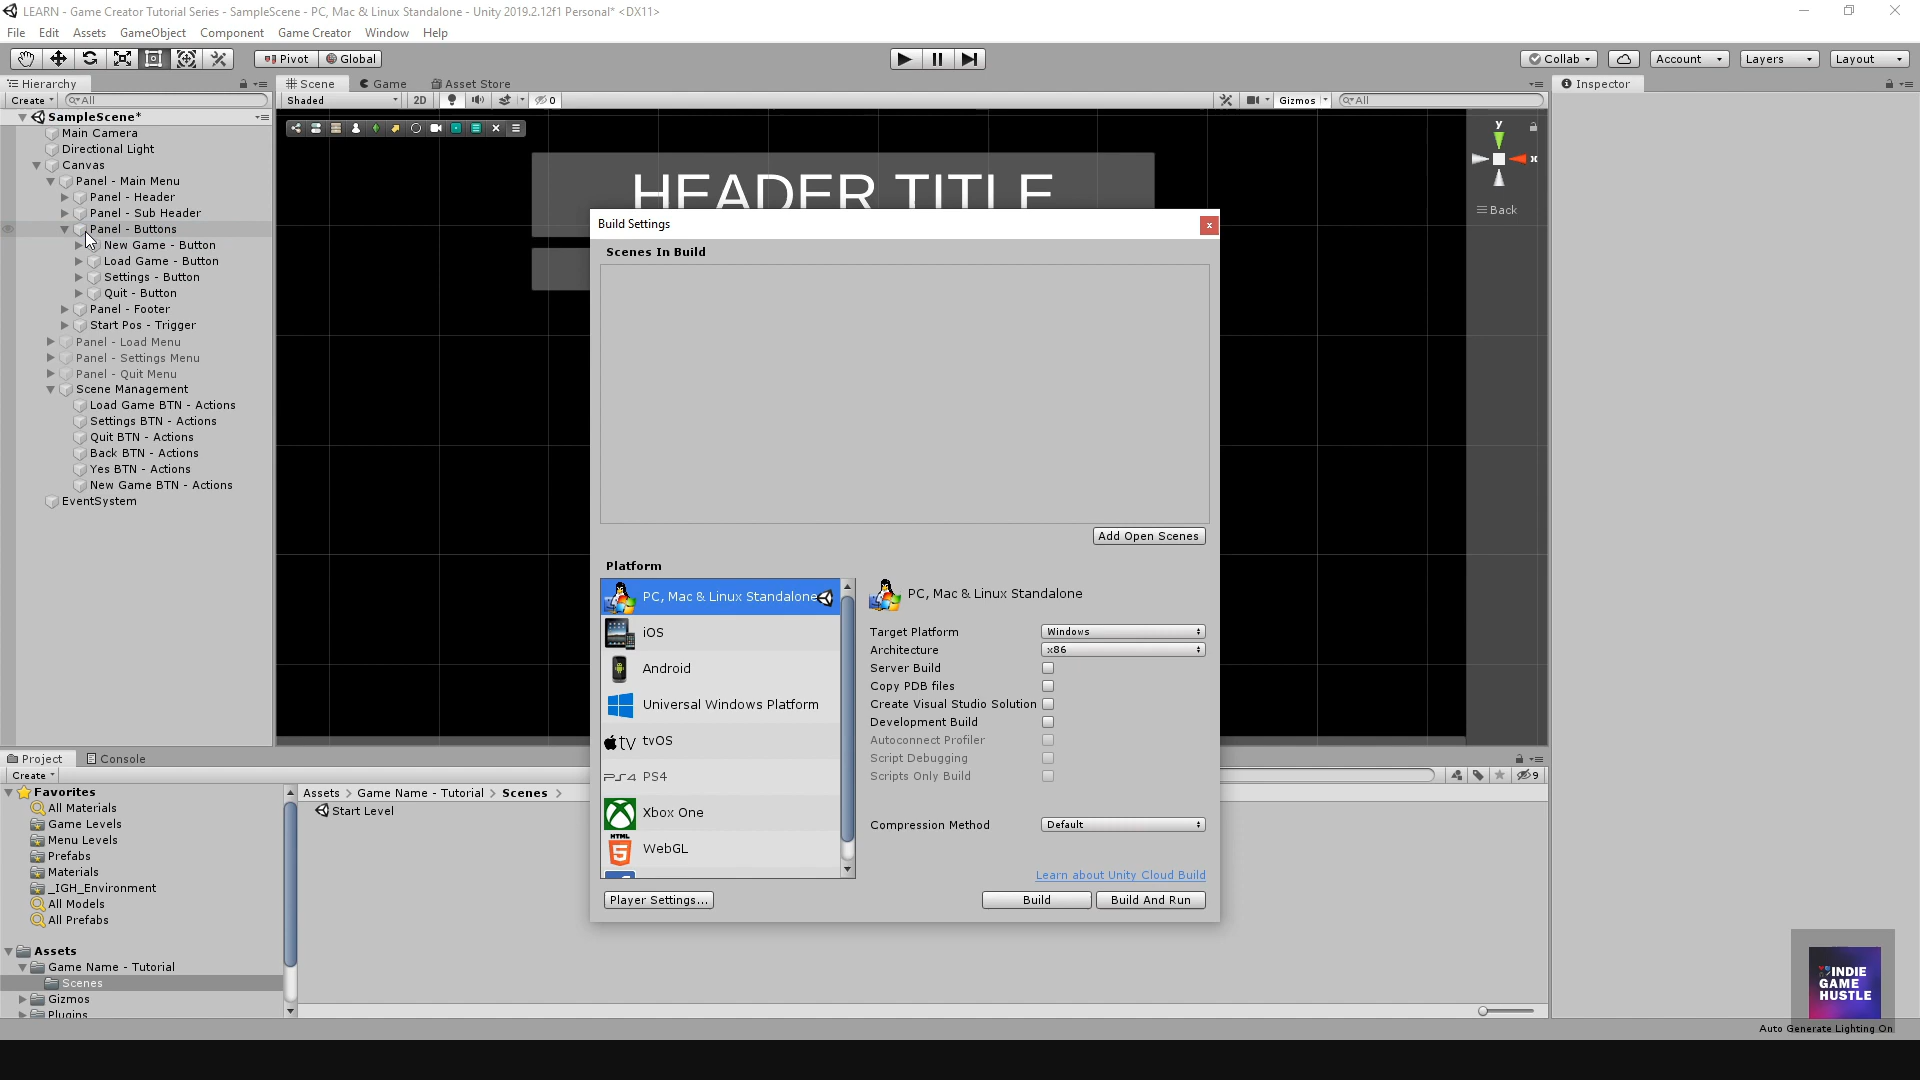 LEARN - Game Creator Tutorial Series - SampleScene - PC, Mac & Linux Standalone - Unity 2019.2.12f1 Personal* <DX11>
File Edit Assets GameObject Component Game Creator Window Help
Pivot Global Collab Account Layers Layout
Hierarchy Scene Game Asset Store Inspector
Create All Shaded 2D 0 Gizmos All
SampleScene*
Main Camera
Directional Light
Canvas
Panel - Main Menu
Panel - Header
Panel - Sub Header
Panel - Buttons
New Game - Button
Load Game - Button
Settings - Button
Quit - Button
Panel - Footer
Start Pos - Trigger
Panel - Load Menu
Panel - Settings Menu
Panel - Quit Menu
Scene Management
Load Game BTN - Actions
Settings BTN - Actions
Quit BTN - Actions
Back BTN - Actions
Yes BTN - Actions
New Game BTN - Actions
EventSystem
HEADER TITLE
y
x
Back
Build Settings
x
Scenes In Build
Add Open Scenes
Platform
PC, Mac & Linux Standalone
iOS
Android
Universal Windows Platform
tv tvOS
PS4 PS4
Xbox One
HTML
5 WebGL
Player Settings...
PC, Mac & Linux Standalone
Target Platform Windows
Architecture x86
Server Build
Copy PDB files
Create Visual Studio Solution
Development Build
Autoconnect Profiler
Script Debugging
Scripts Only Build
Compression Method Default
Learn about Unity Cloud Build
Build Build And Run
Project Console
Create 9
Favorites
All Materials
Game Levels
Menu Levels
Prefabs
Materials
_IGH_Environment
All Models
All Prefabs
Assets
Game Name - Tutorial
Scenes
Gizmos
Plugins
Assets > Game Name - Tutorial > Scenes >
Start Level
INDIE
GAME
HUSTLE
Auto Generate Lighting On